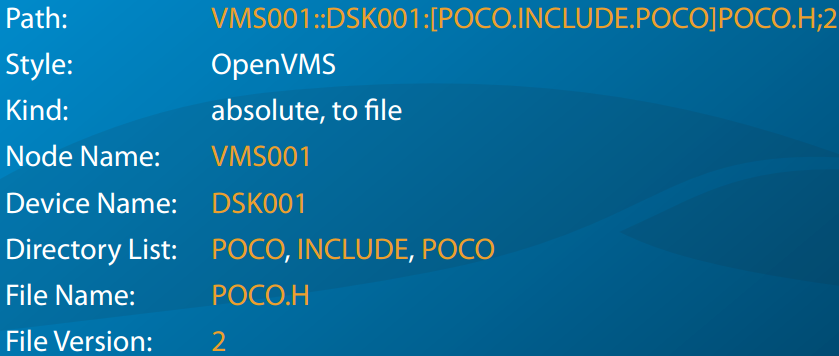 Path: VMS001::DSK001:[POCO.INCLUDE.POCO]POCO.H;2
Style: OpenVMS
Kind: absolute, to file
Node Name: VMS001
Device Name: DSK001
Directory List: POCO, INCLUDE, POCO
File Name: POCO.H
File Version: 2